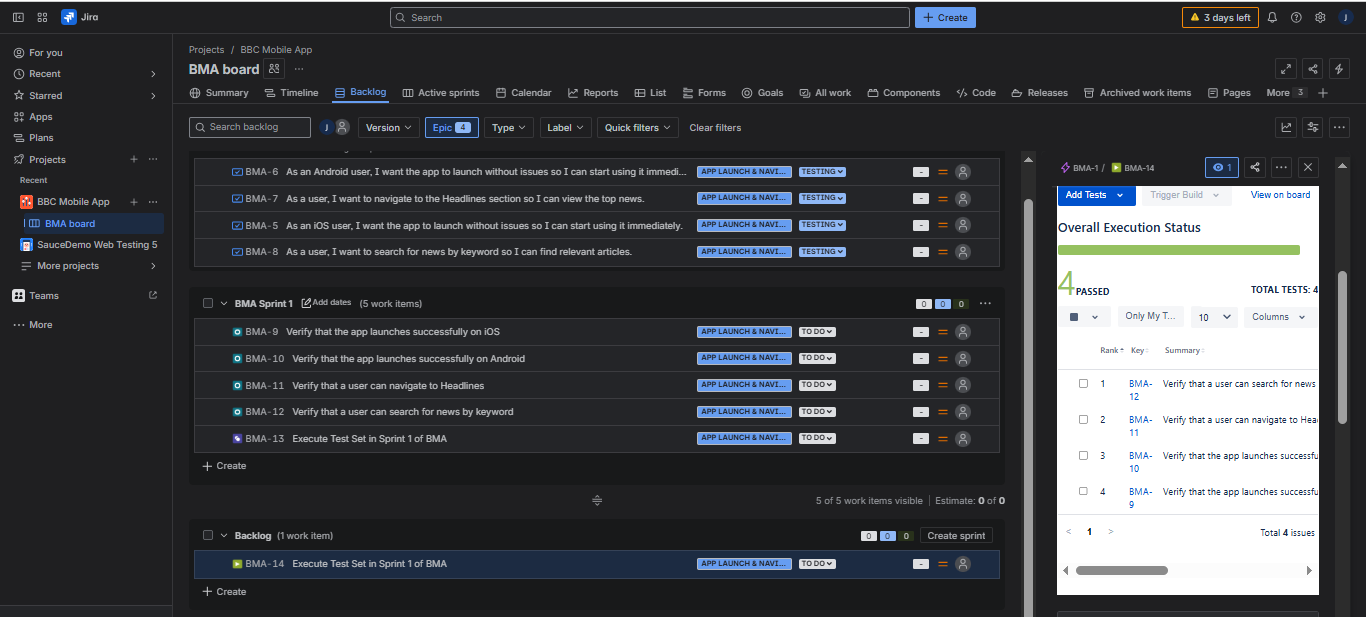 Jira
Search
+ Create
3 days left
J
For you
Recent
Starred
Apps
Plans
Projects
Recent
BBC Mobile App
BMA board
SauceDemo Web Testing 5
More projects
Teams
More
Projects / BBC Mobile App
BMA board
Summary Timeline Backlog Active sprints Calendar Reports List Forms Goals All work Components Code Releases Archived work items Pages More 3
Search backlog J Version Epic 4 Type Label Quick filters Clear filters
BMA-6 As an Android user, I want the app to launch without issues so I can start using it immedi... APP LAUNCH & NAVI... TESTING -
BMA-7 As a user, I want to navigate to the Headlines section so I can view the top news. APP LAUNCH & NAVI... TESTING -
BMA-5 As an iOS user, I want the app to launch without issues so I can start using it immediately. APP LAUNCH & NAVI... TESTING -
BMA-8 As a user, I want to search for news by keyword so I can find relevant articles. APP LAUNCH & NAVI... TESTING -
BMA Sprint 1 Add dates (5 work items) 0 0 0
BMA-9 Verify that the app launches successfully on iOS APP LAUNCH & NAVI... TO DO -
BMA-10 Verify that the app launches successfully on Android APP LAUNCH & NAVI... TO DO -
BMA-11 Verify that a user can navigate to Headlines APP LAUNCH & NAVI... TO DO -
BMA-12 Verify that a user can search for news by keyword APP LAUNCH & NAVI... TO DO -
BMA-13 Execute Test Set in Sprint 1 of BMA APP LAUNCH & NAVI... TO DO -
+ Create
5 of 5 work items visible Estimate: 0 of 0
Backlog (1 work item) 0 0 0 Create sprint
BMA-14 Execute Test Set in Sprint 1 of BMA APP LAUNCH & NAVI... TO DO -
+ Create
BMA-1 / BMA-14 1
Add Tests Trigger Build View on board
Overall Execution Status
4 PASSED TOTAL TESTS: 4
Only My T... 10 Columns
Rank Key Summary
1 BMA-12 Verify that a user can search for news
2 BMA-11 Verify that a user can navigate to Hea
3 BMA-10 Verify that the app launches successfu
4 BMA-9 Verify that the app launches successfu
< 1 > Total 4 issues